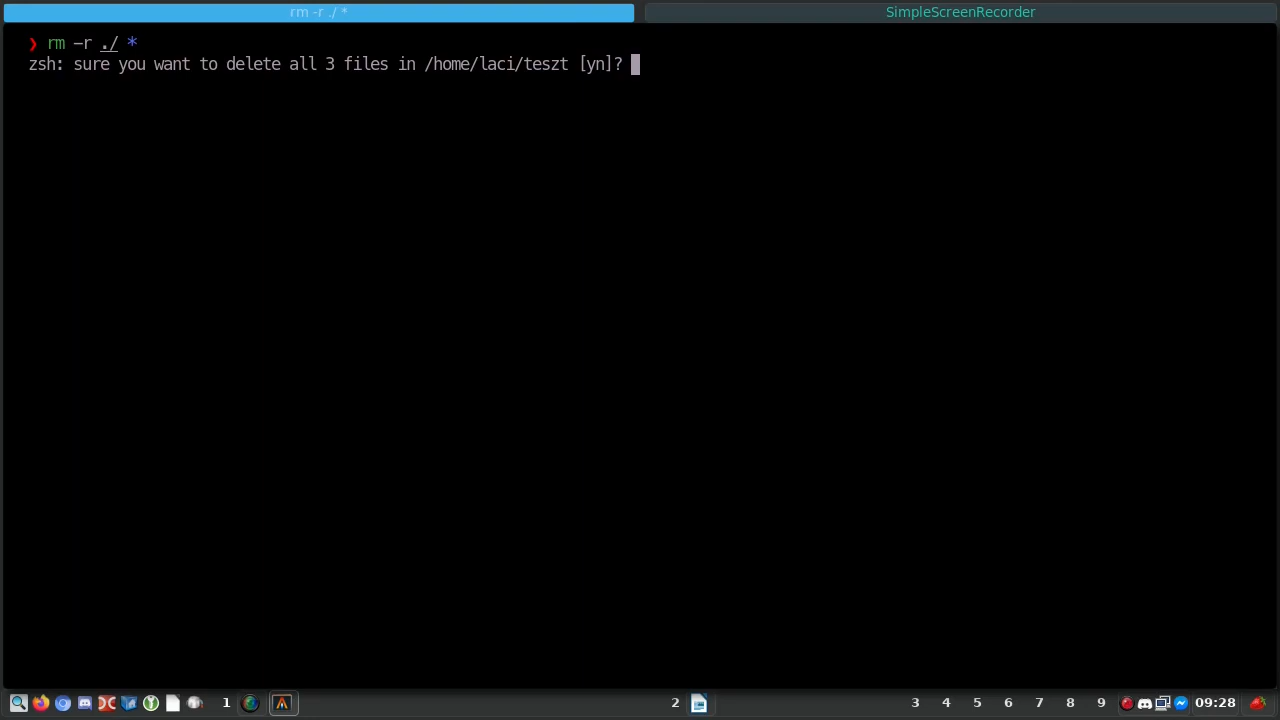 rm -r ./ *
SimpleScreenRecorder
❯ rm -r ./ *
zsh: sure you want to delete all 3 files in /home/laci/teszt [yn]?
1 2 3 4 5 6 7 8 9 09:28